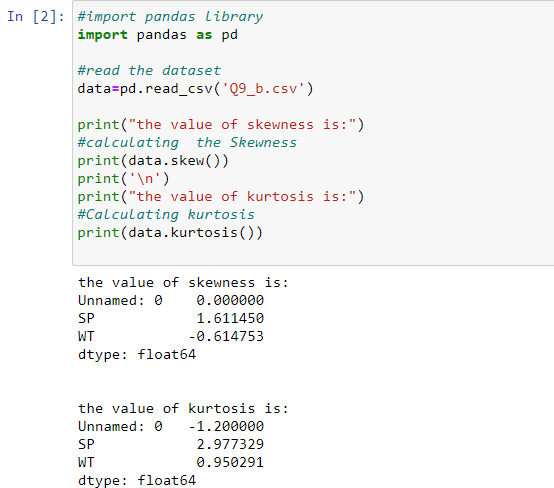 In [2]: #import pandas library
import pandas as pd
#read the dataset
data=pd.read_csv('Q9_b.csv')
print("the value of skewness is:")
#calculating  the Skewness
print(data.skew())
print('\n')
print("the value of kurtosis is:")
#Calculating kurtosis
print(data.kurtosis())
the value of skewness is:
Unnamed: 0    0.000000
SP            1.611450
WT           -0.614753
dtype: float64
the value of kurtosis is:
Unnamed: 0   -1.200000
SP            2.977329
WT            0.950291
dtype: float64